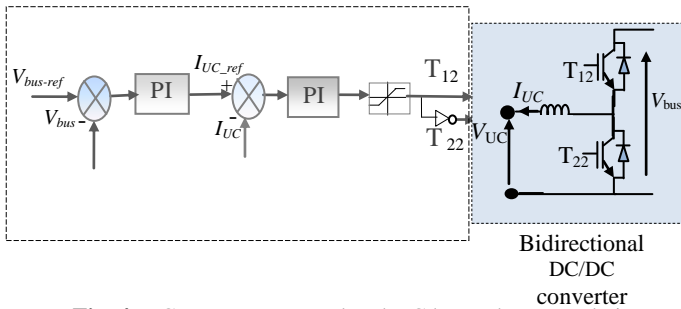 V_bus-ref
V_bus -
PI
I_UC_ref
+
-
I_UC
PI
T_12
T_22
T_12
I_UC
V_bus
V_UC
T_22
Bidirectional
DC/DC
converter